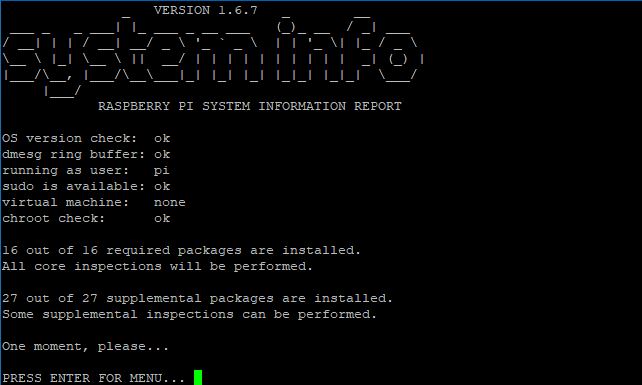 VERSION 1.6.7
systeminfo
RASPBERRY PI SYSTEM INFORMATION REPORT
OS version check: ok
dmesg ring buffer: ok
running as user: pi
sudo is available: ok
virtual machine: none
chroot check: ok
16 out of 16 required packages are installed.
All core inspections will be performed.
27 out of 27 supplemental packages are installed.
Some supplemental inspections can be performed.
One moment, please...
PRESS ENTER FOR MENU...